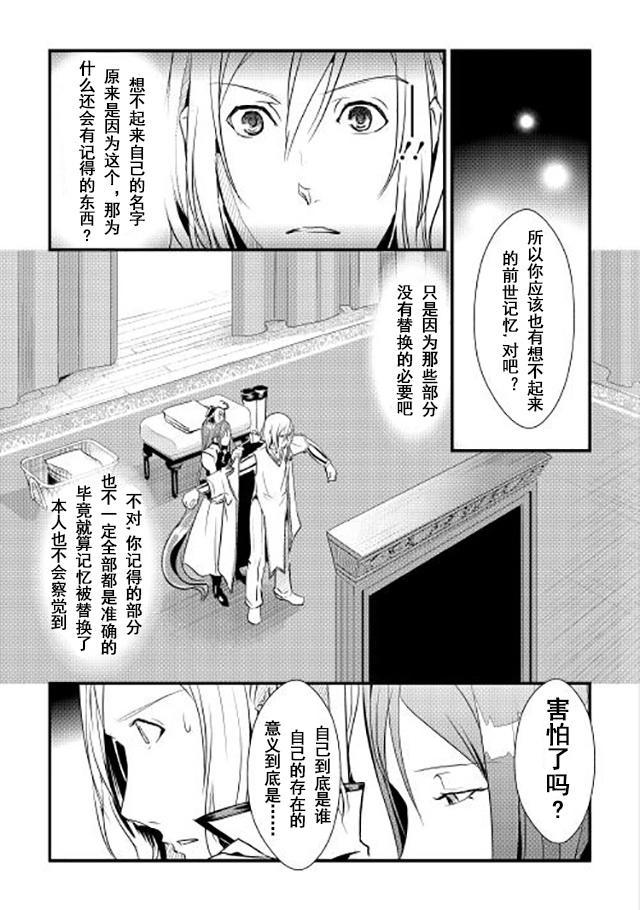 所以你应该也有想不起来
的前世记忆，对吧？
!!
想不起来自己的名字
原来是因为这个，那为
什么还会有记得的东西？
只是因为那些部分
没有替换的必要吧
不对，你记得的部分
也不一定全部都是准确的
毕竟就算记忆被替换了
本人也不会察觉到
害怕了吗？
自己到底是谁
自己的存在的
意义到底是……